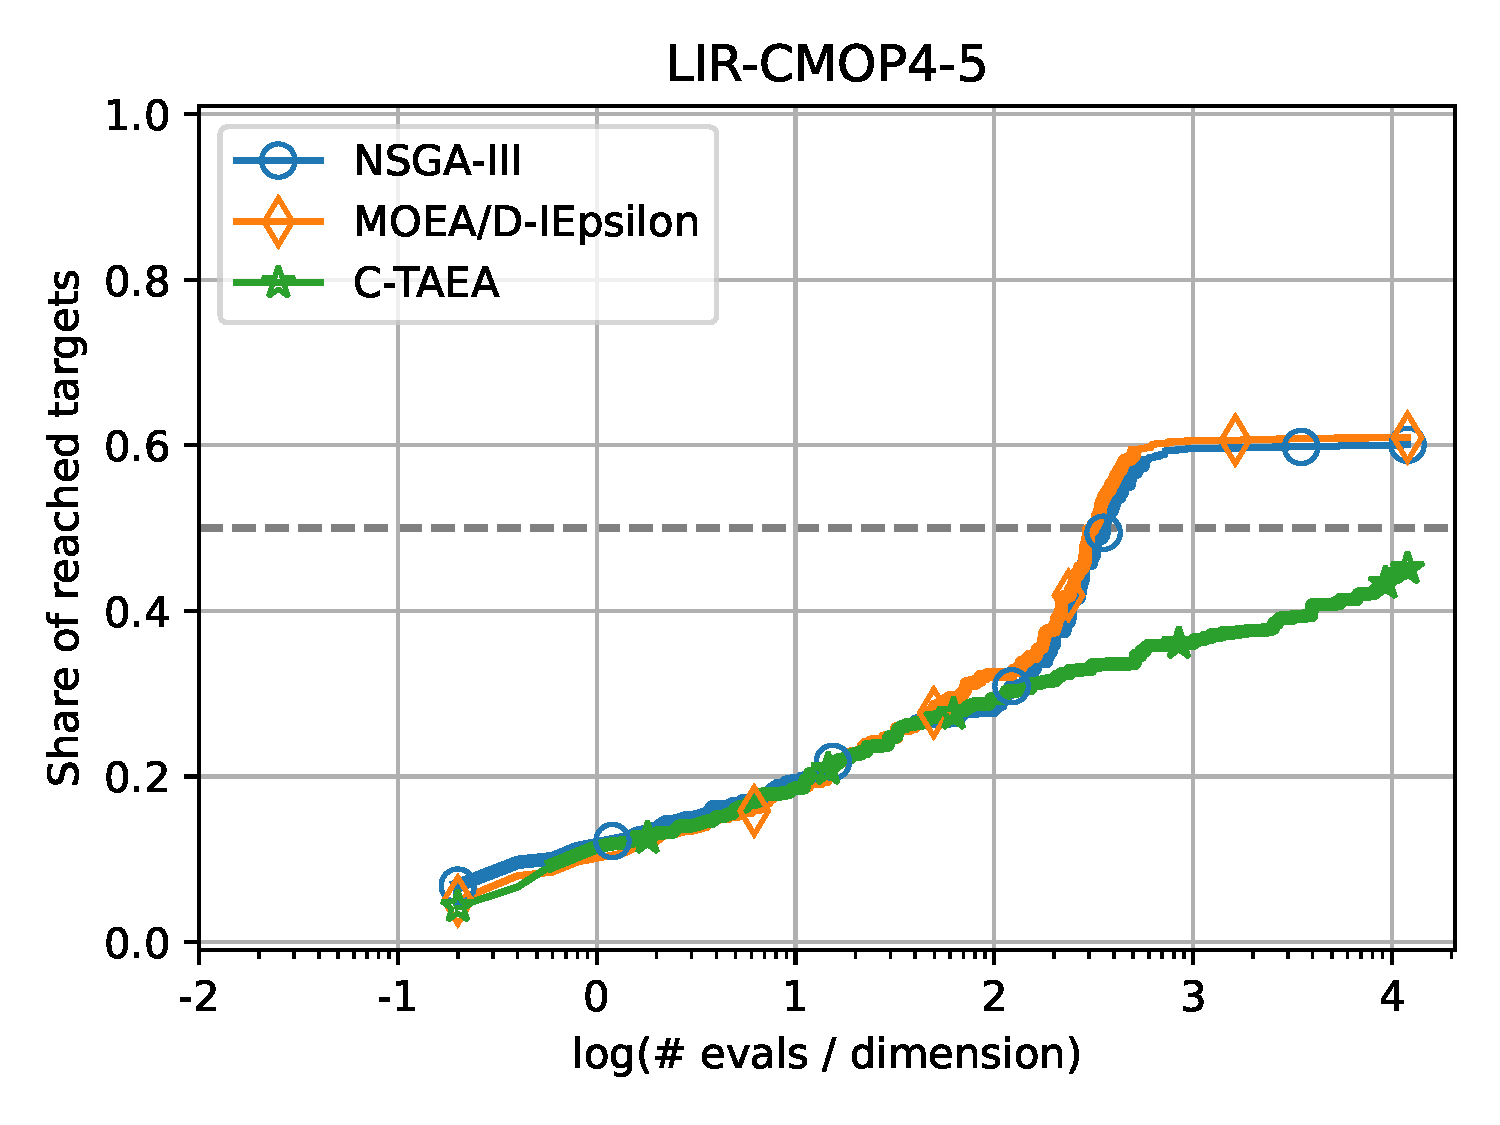 LIR-CMOP4-5
NSGA-III
MOEA/D-IEpsilon
C-TAEA
Share of reached targets
1.0
0.8
0.6
0.4
0.2
0.0
-2 -1 0 1 2 3 4
log(# evals / dimension)